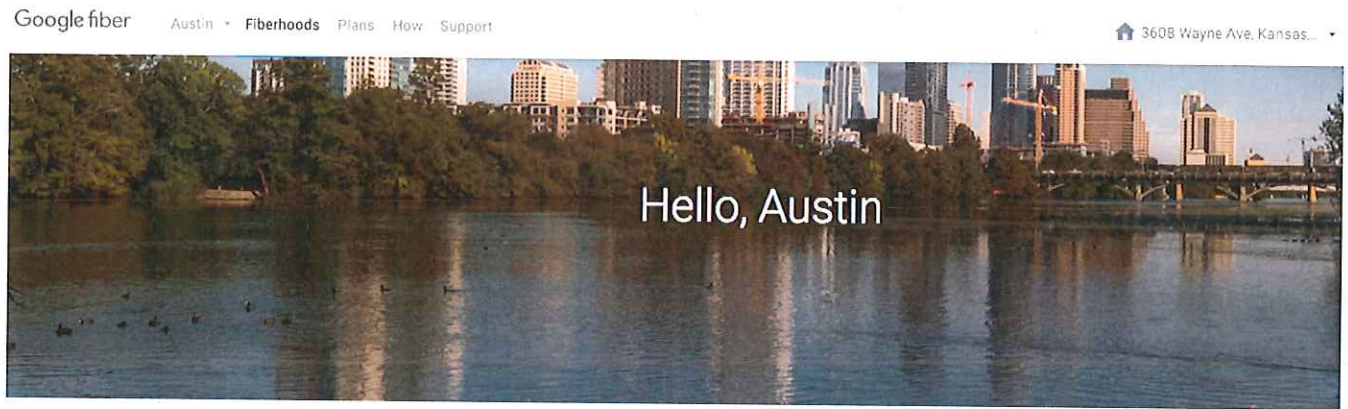 Google fiber
Austin Fiberhoods Plans How Support
3608 Wayne Ave, Kansas...
Hello, Austin